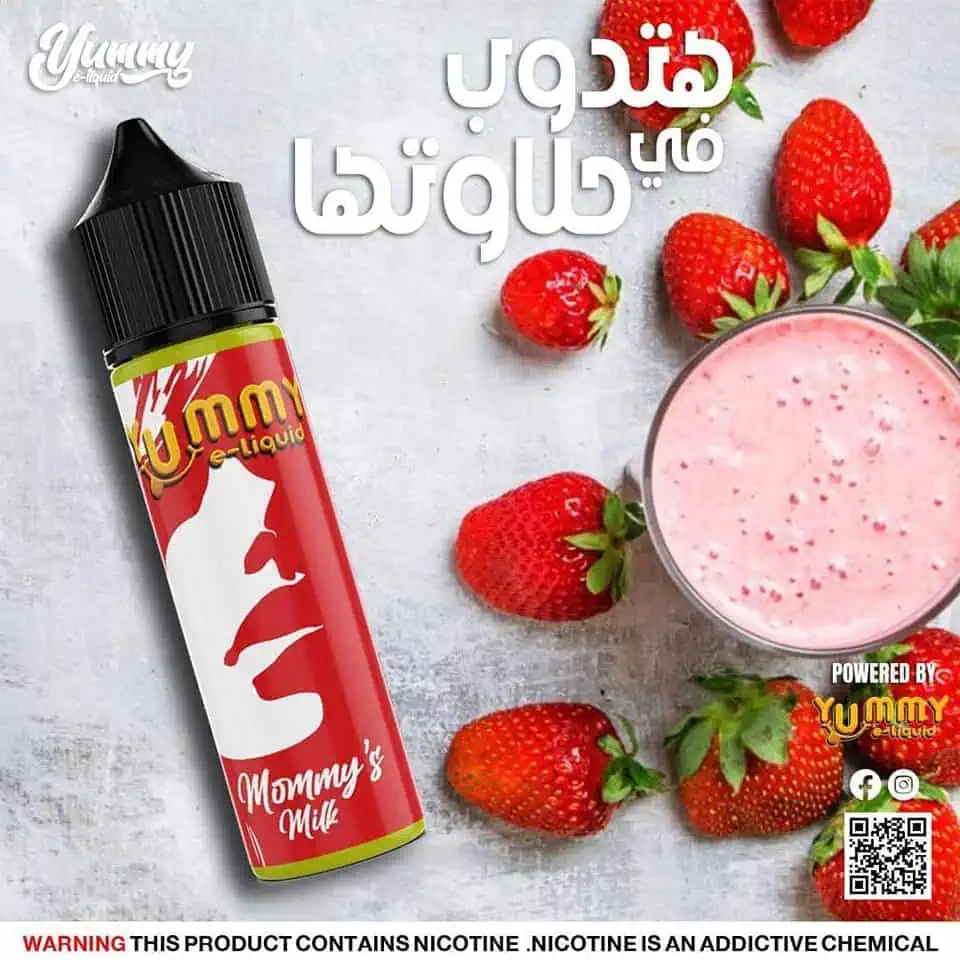 Yummy
e-liquid
هتدوب
في
حلاوتها
Yummy
e-liquid
Mommy's
Milk
POWERED BY
YUMMY
e-liquid
WARNING THIS PRODUCT CONTAINS NICOTINE .NICOTINE IS AN ADDICTIVE CHEMICAL